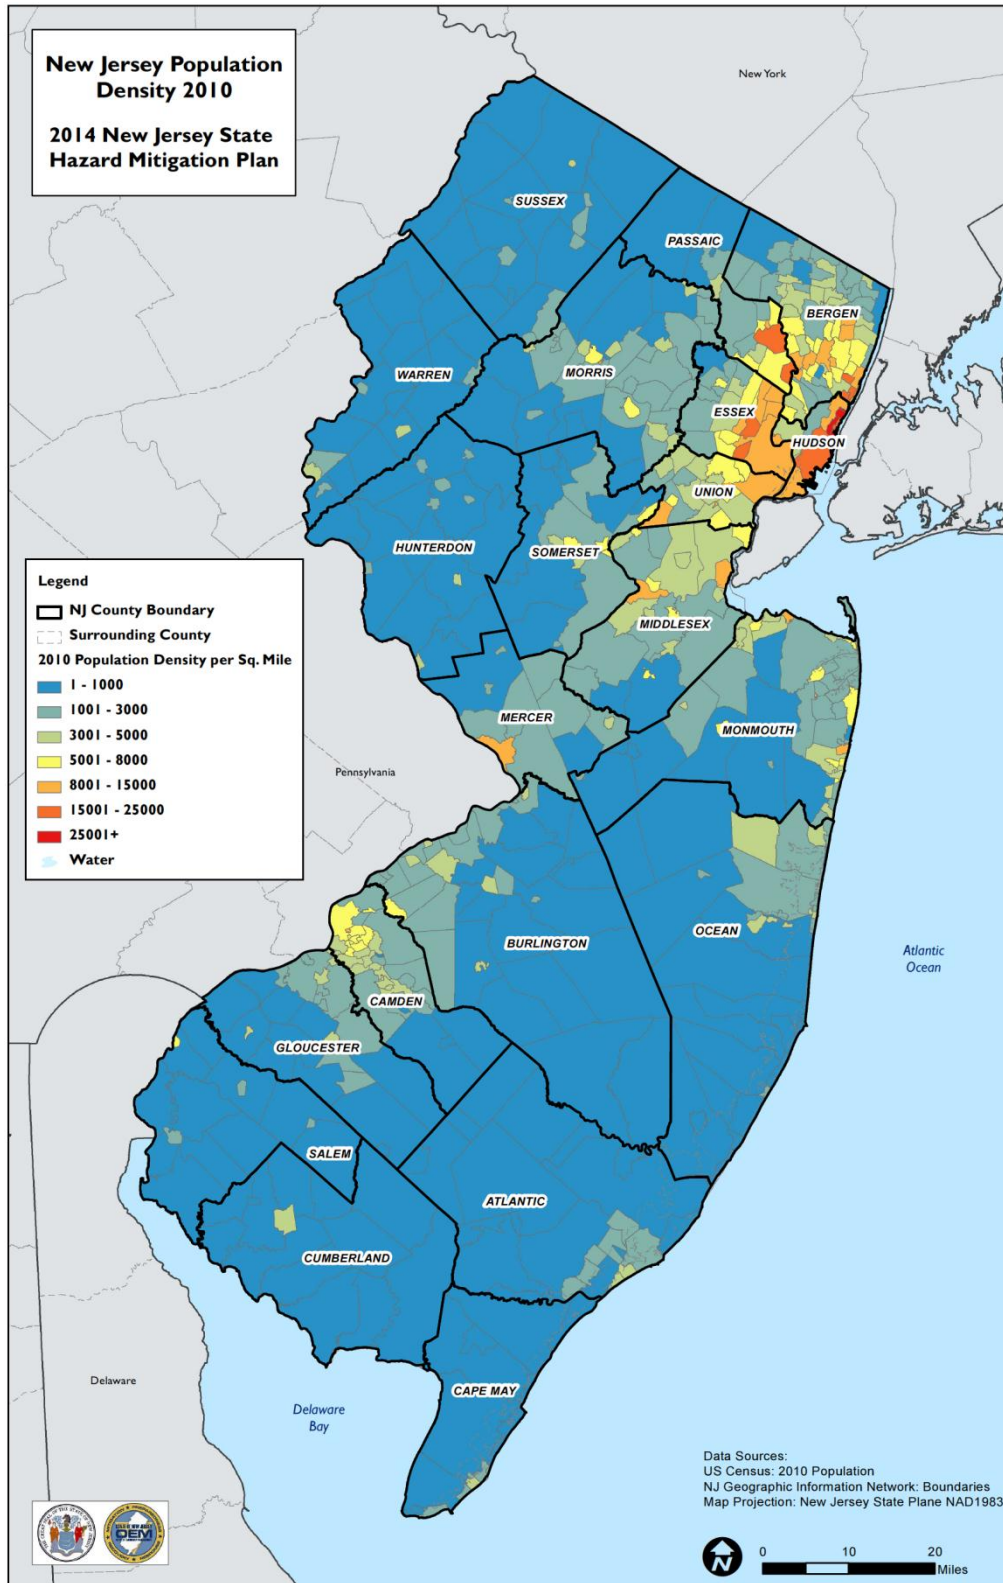 New Jersey Population
Density 2010
2014 New Jersey State
Hazard Mitigation Plan
New York
SUSSEX
PASSAIC
BERGEN
WARREN
MORRIS
ESSEX
HUDSON
UNION
HUNTERDON
SOMERSET
MIDDLESEX
MERCER
MONMOUTH
Pennsylvania
Legend
NJ County Boundary
Surrounding County
2010 Population Density per Sq. Mile
1 - 1000
1001 - 3000
3001 - 5000
5001 - 8000
8001 - 15000
15001 - 25000
25001+
Water
OCEAN
BURLINGTON
Atlantic
Ocean
CAMDEN
GLOUCESTER
SALEM
ATLANTIC
CUMBERLAND
Delaware
CAPE MAY
Delaware
Bay
Data Sources:
US Census: 2010 Population
NJ Geographic Information Network: Boundaries
Map Projection: New Jersey State Plane NAD1983
OEM
N
0 10 20
Miles